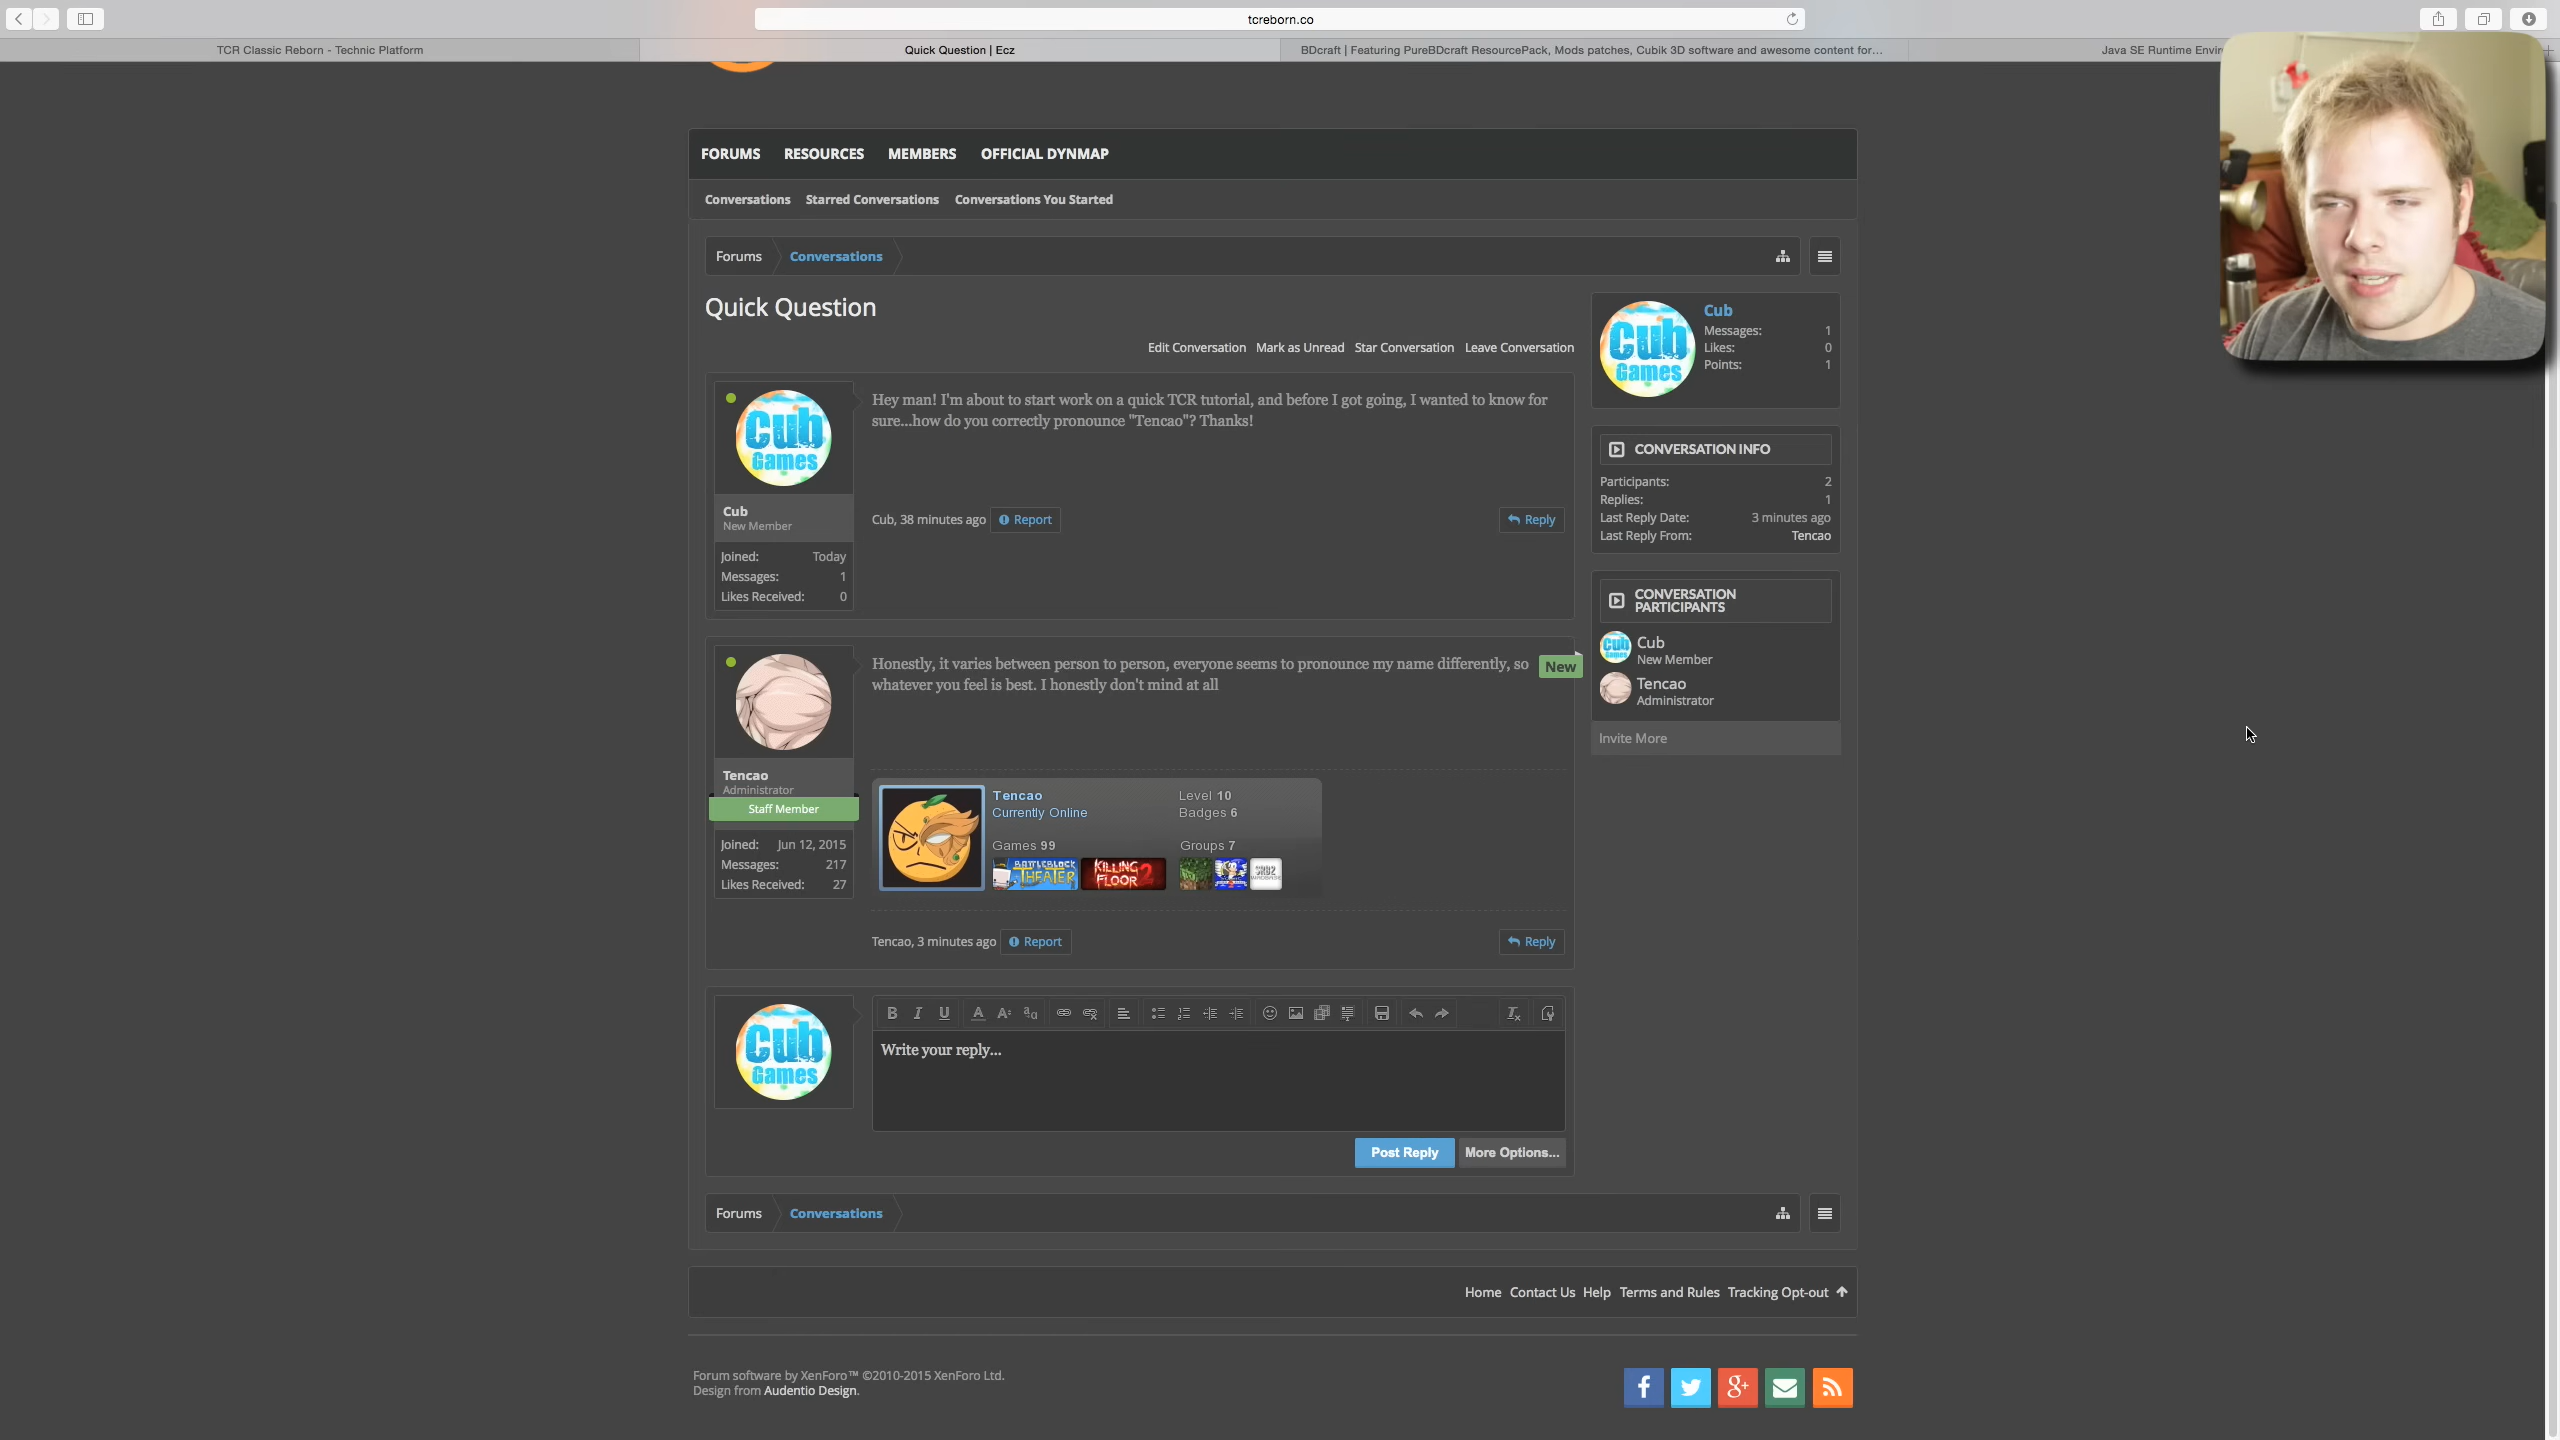 tcreborn.co
TCR Classic Reborn - Technic Platform
Quick Question | Ecz
BDcraft | Featuring PureBDcraft ResourcePack, Mods patches, Cubik 3D software and awesome content for...
Java SE Runtime
FORUMS RESOURCES MEMBERS OFFICIAL DYNMAP
Conversations Starred Conversations Conversations You Started
Forums Conversations
Quick Question
Edit Conversation Mark as Unread Star Conversation Leave Conversation
Cub Games
Hey man! I'm about to start work on a quick TCR tutorial, and before I got going, I wanted to know for
sure...how do you correctly pronounce "Tencao"? Thanks!
Cub
New Member
Joined: Today
Messages: 1
Likes Received: 0
Cub, 38 minutes ago Report
Reply
Honestly, it varies between person to person, everyone seems to pronounce my name differently, so
whatever you feel is best. I honestly don't mind at all
New
Tencao
Administrator
Staff Member
Joined: Jun 12, 2015
Messages: 217
Likes Received: 27
Tencao
Currently Online
Level 10
Badges 6
Games 99
Groups 7
BATTLEBLOCK THEATER
KILLING FLOOR 2
SRB2
Tencao, 3 minutes ago Report
Reply
Cub Games
B I U
Write your reply...
Post Reply More Options...
Cub Games
Cub
Messages: 1
Likes: 0
Points: 1
CONVERSATION INFO
Participants: 2
Replies: 1
Last Reply Date: 3 minutes ago
Last Reply From: Tencao
CONVERSATION
PARTICIPANTS
Cub
New Member
Tencao
Administrator
Invite More
Forums Conversations
Home Contact Us Help Terms and Rules Tracking Opt-out
Forum software by XenForo™ ©2010-2015 XenForo Ltd.
Design from Audentio Design.